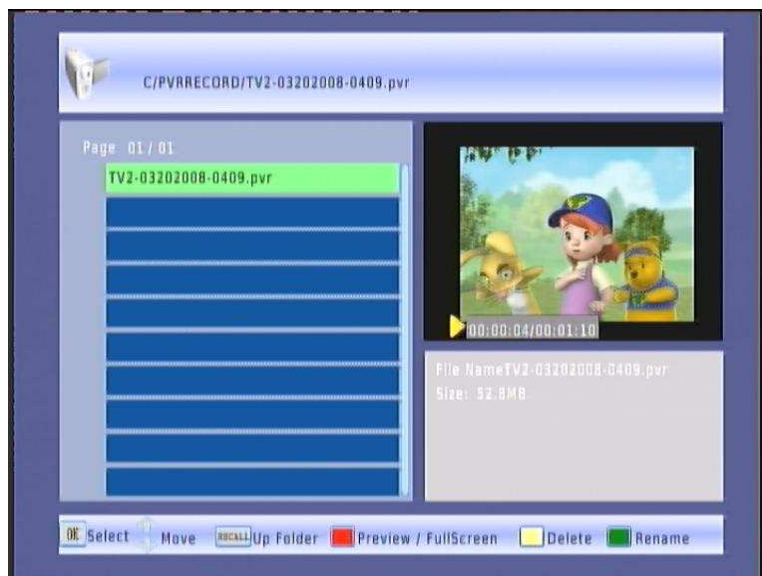 C/PVRRECORD/TV2-03202008-0409.pvr
Page 01/01
TV2-03202008-0409.pvr
00:00:04/00:01:10
File NameTV2-03202008-0409.pvr
Size: 52.8MB
OK Select Move RECALL Up Folder Preview / FullScreen Delete Rename